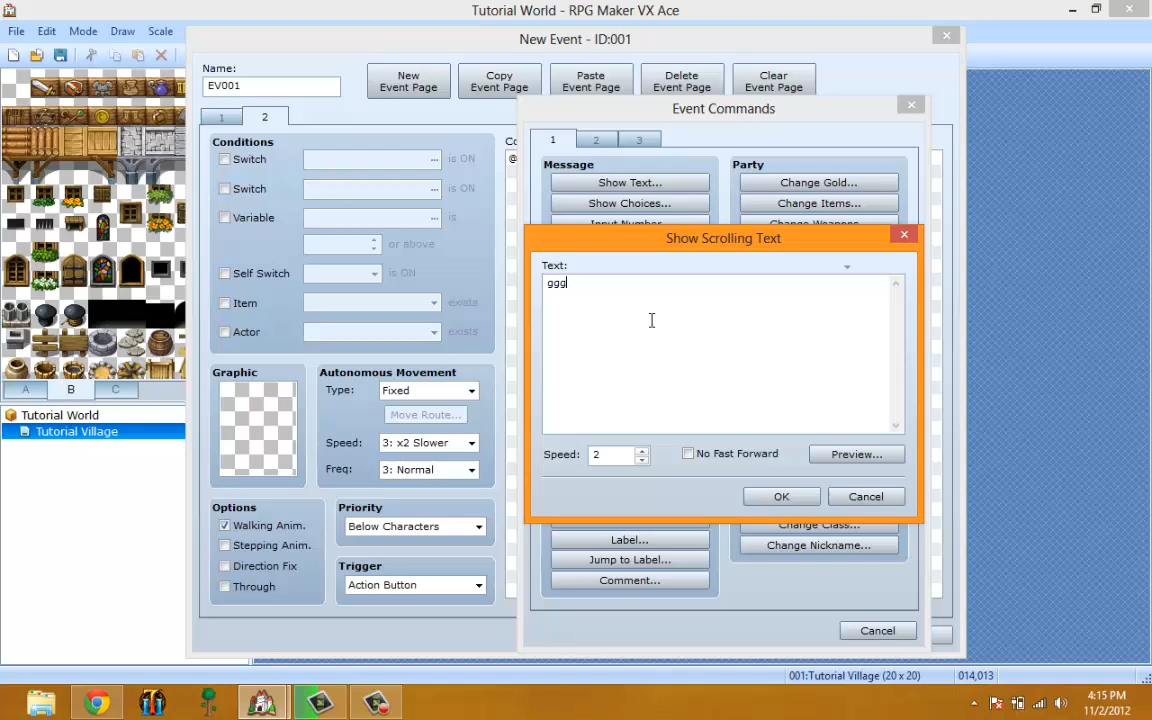 Tutorial World - RPG Maker VX Ace
File Edit Mode Draw Scale
New Event - ID:001
Name:
EV001
New
Event Page
Copy
Event Page
Paste
Event Page
Delete
Event Page
Clear
Event Page
1 2
Conditions
Switch ... is ON
Switch ... is ON
Variable ... is
or above
Self Switch is ON
Item exists
Actor exists
Graphic
Autonomous Movement
Type: Fixed
Move Route...
Speed: 3: x2 Slower
Freq: 3: Normal
Options
Walking Anim.
Stepping Anim.
Direction Fix
Through
Priority
Below Characters
Trigger
Action Button
Co
@
Event Commands
1 2 3
Message
Show Text...
Show Choices...
Input Number...
Party
Change Gold...
Change Items...
Change Weapons...
Show Scrolling Text
Text:
ggg
Speed: 2
No Fast Forward
Preview...
OK
Cancel
Label...
Jump to Label...
Comment...
Change Class...
Change Nickname...
Cancel
A B C
Tutorial World
Tutorial Village
001:Tutorial Village (20 x 20) 014,013
4:15 PM
11/2/2012